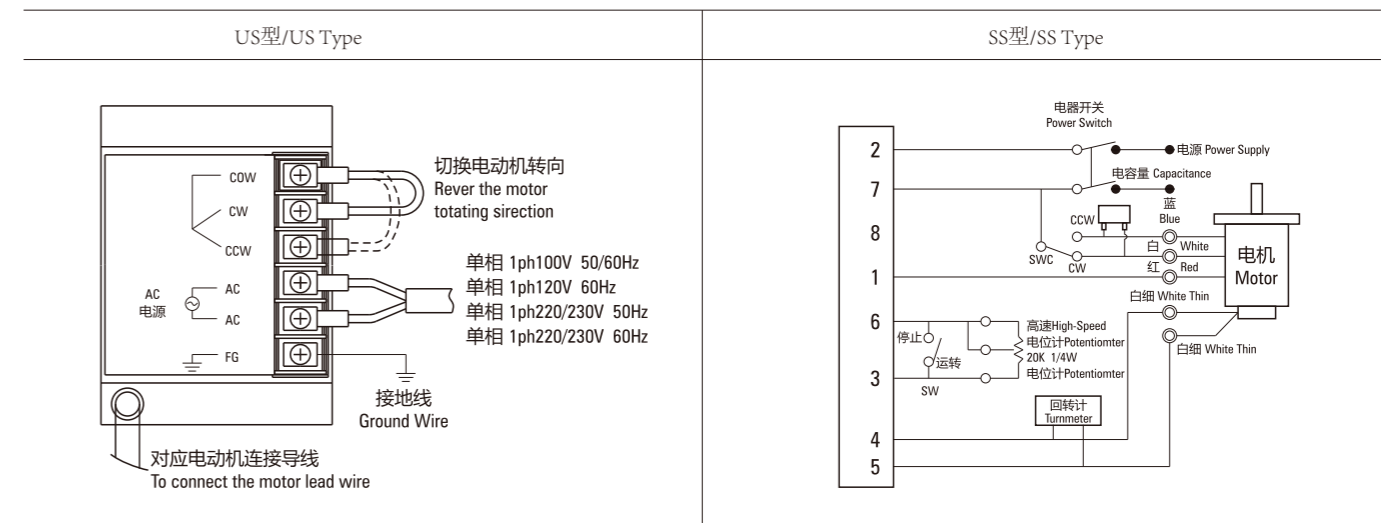 US型/US Type
SS型/SS Type
COW
CW
CCW
AC
AC
FG
AC
电源
切换电动机转向
Rever the motor
totating sirection
单相 1ph100V 50/60Hz
单相 1ph120V 60Hz
单相 1ph220/230V 50Hz
单相 1ph220/230V 60Hz
接地线
Ground Wire
对应电动机连接导线
To connect the motor lead wire
2
7
8
1
6
3
4
5
电器开关
Power Switch
电源 Power Supply
电容量 Capacitance
蓝
Blue
CCW
白 White
SWC
CW
红 Red
电机
Motor
白细 White Thin
白细 White Thin
停止
运转
SW
高速High-Speed
电位计Potentiomter
20K 1/4W
电位计Potentiomter
回转计
Turnmeter